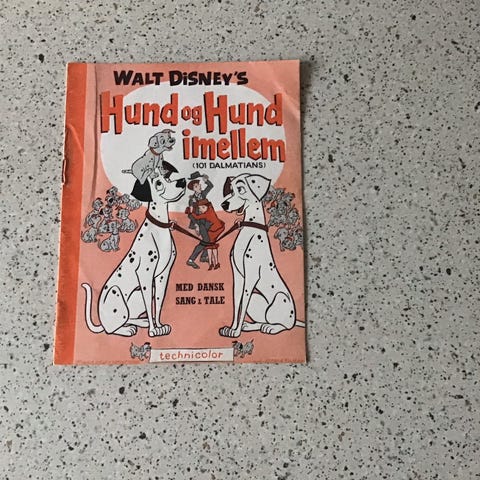 WALT DISNEY'S
Hund og Hund
imellem
(101 DALMATIANS)
MED DANSK
SANG & TALE
technicolor